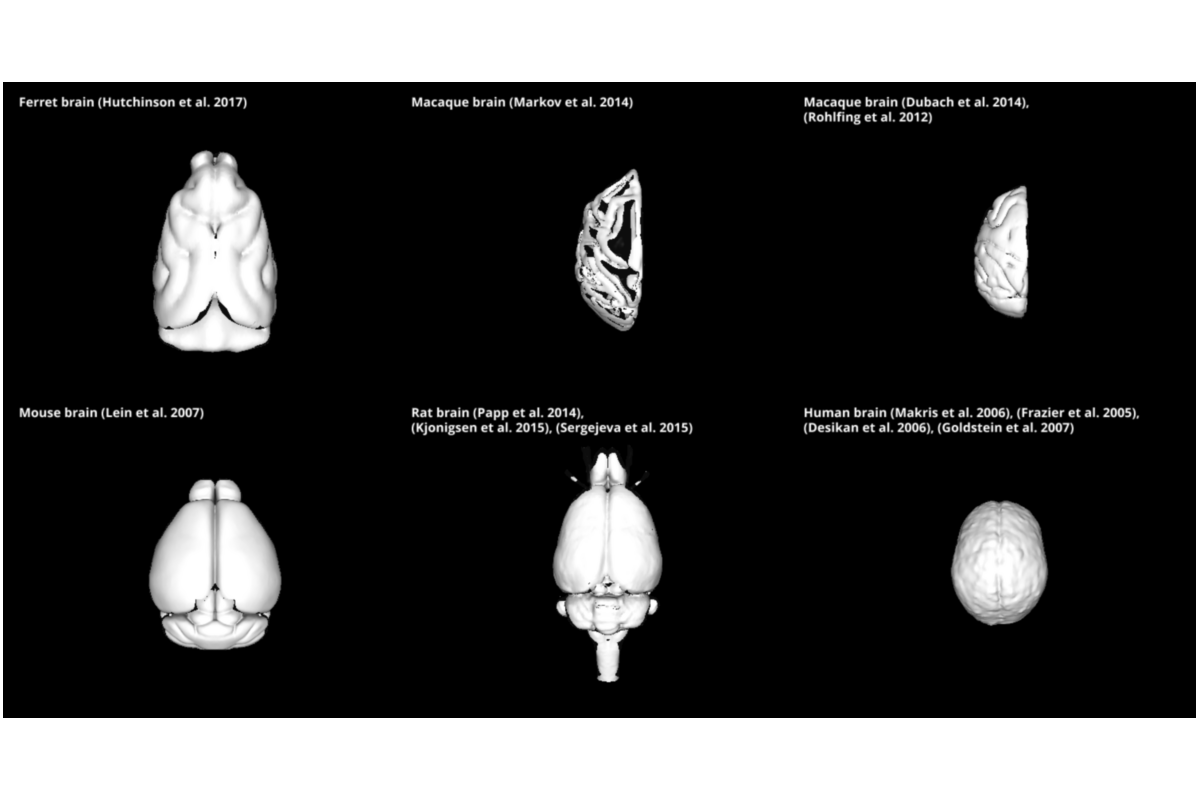 Ferret brain (Hutchinson et al. 2017)
Macaque brain (Markov et al. 2014)
Macaque brain (Dubach et al. 2014),
(Rohlfing et al. 2012)
Mouse brain (Lein et al. 2007)
Rat brain (Papp et al. 2014),
(Kjonigsen et al. 2015), (Sergejeva et al. 2015)
Human brain (Makris et al. 2006), (Frazier et al. 2005),
(Desikan et al. 2006), (Goldstein et al. 2007)